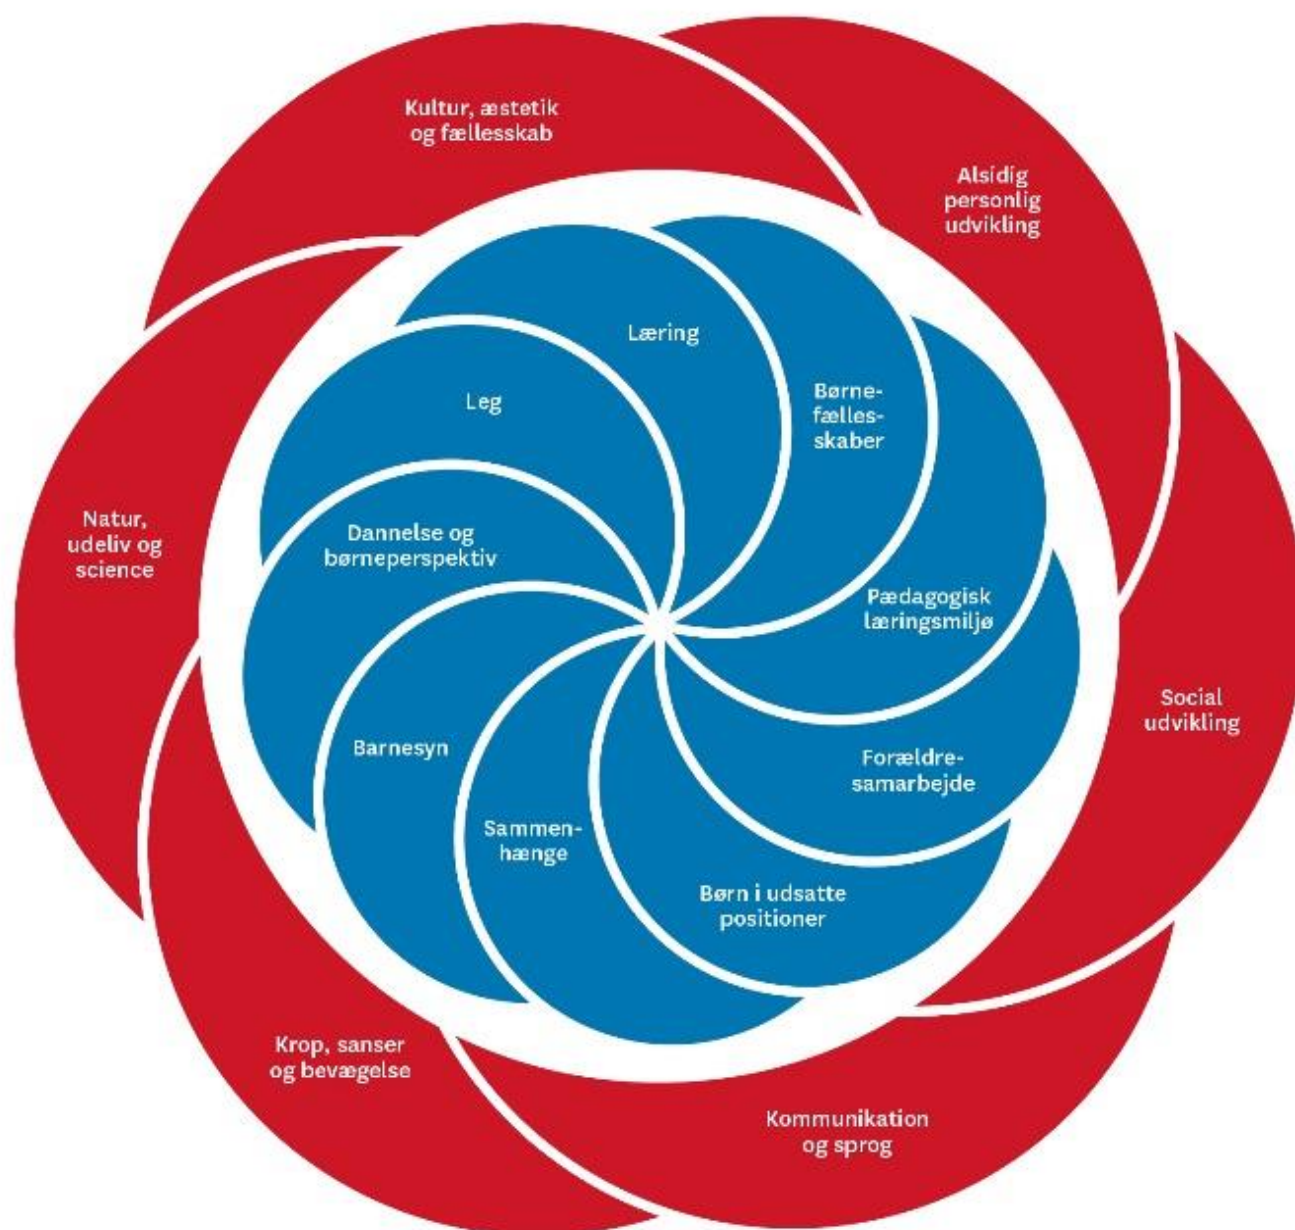 Kultur, æstetik
og fællesskab
Alsidig
personlig
udvikling
Social
udvikling
Kommunikation
og sprog
Krop, sanser
og bevægelse
Natur,
udeliv og
science
Læring
Børne-
fælles-
skaber
Pædagogisk
læringsmiljø
Forældre-
samarbejde
Børn i udsatte
positioner
Sammen-
hænge
Barnesyn
Dannelse og
børneperspektiv
Leg